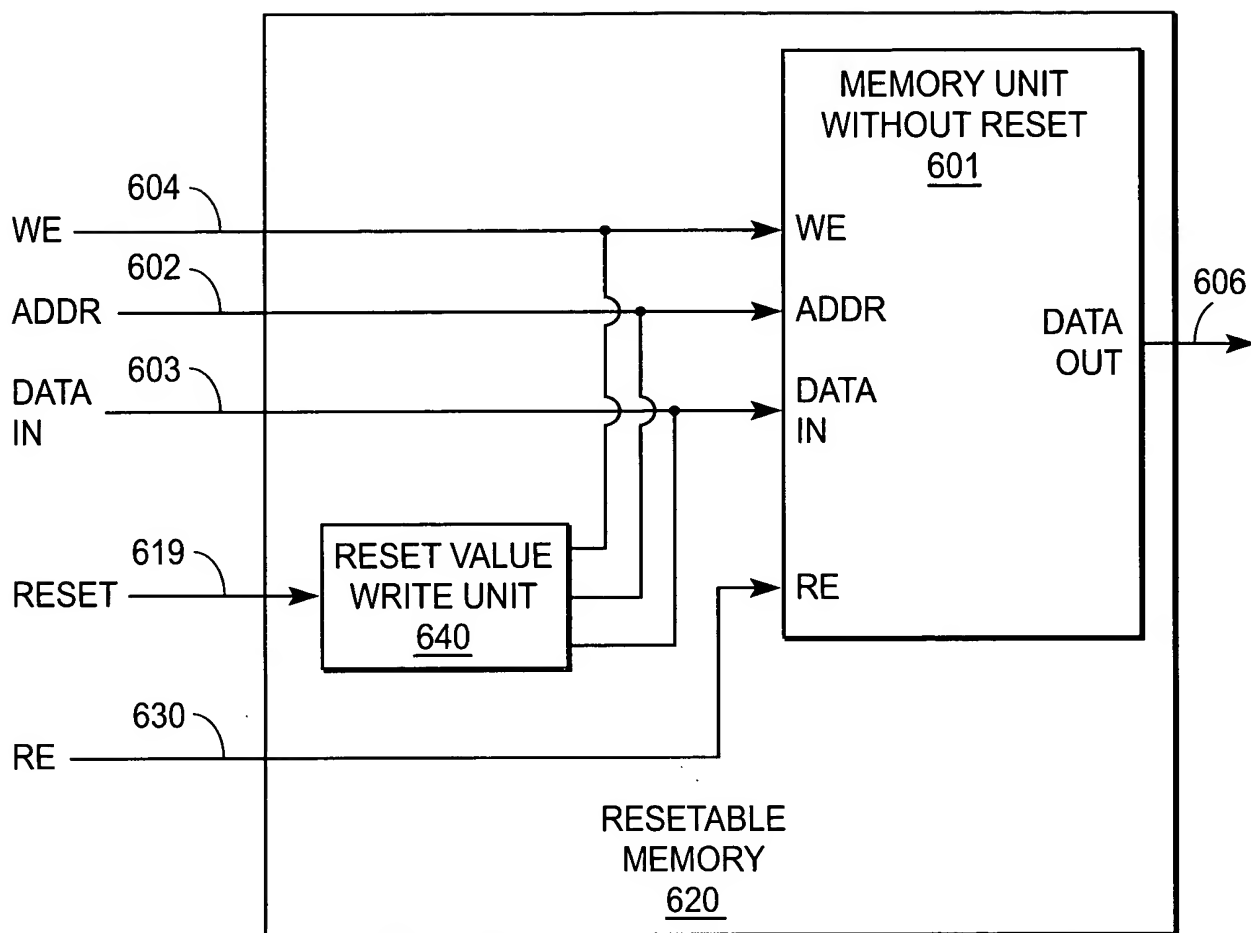 MEMORY UNIT
WITHOUT RESET
601
604
WE
WE
602
606
ADDR
ADDR
DATA
OUT
603
DATA
IN
DATA
IN
619
RESET VALUE
WRITE UNIT
640
RESET
RE
630
RE
RESETABLE
MEMORY
620